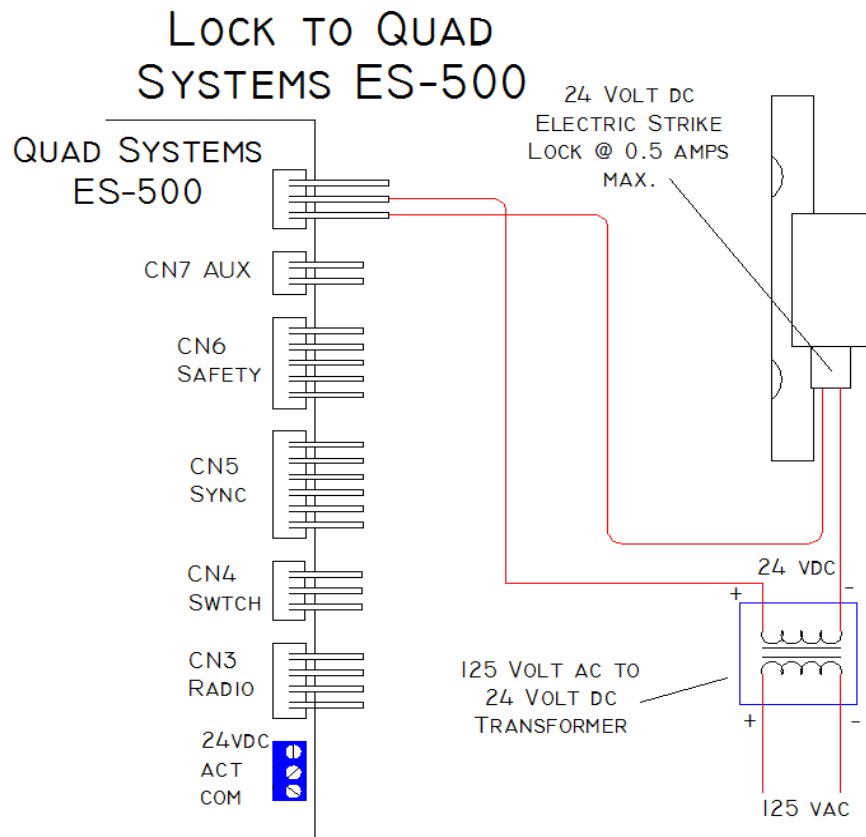 Lock to Quad
Systems ES-500
24 Volt dc
Electric Strike
Lock @ 0.5 amps
max.
Quad Systems
ES-500
CN7 AUX
CN6
Safety
CN5
Sync
CN4
Swtch
CN3
Radio
24VDC
ACT
COM
24 vdc
+ -
125 Volt ac to
24 Volt dc
Transformer
+ -
125 vac